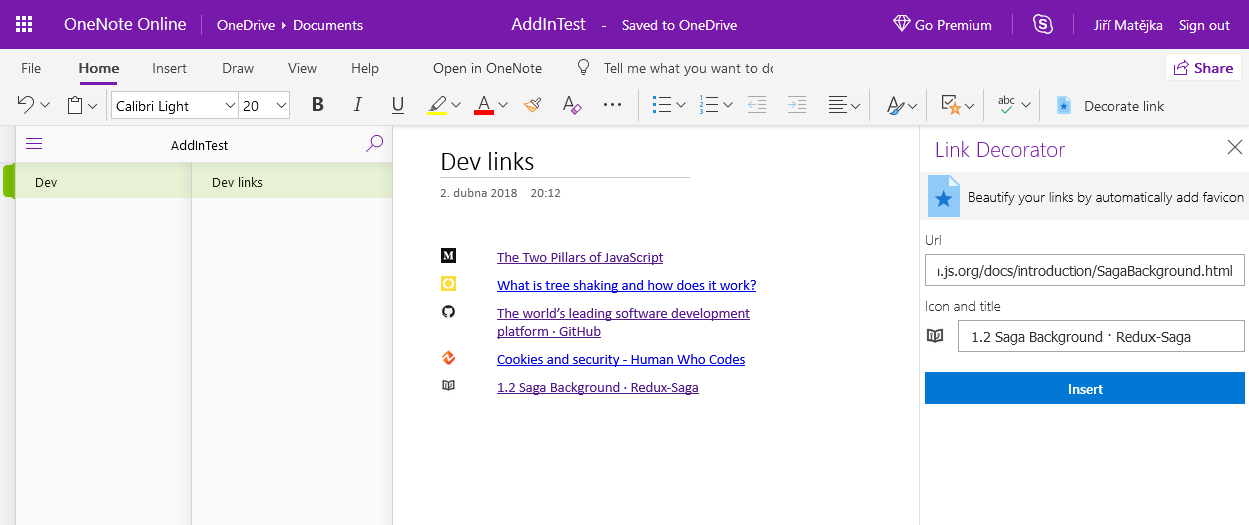 OneNote Online OneDrive Documents AddInTest - Saved to OneDrive Go Premium Jiří Matějka Sign out
File Home Insert Draw View Help Open in OneNote Tell me what you want to do Share
Calibri Light 20 B I U A A abc Decorate link
AddInTest
Dev
Dev links
Dev links
2. dubna 2018 20:12
M The Two Pillars of JavaScript
What is tree shaking and how does it work?
The world's leading software development
platform · GitHub
Cookies and security - Human Who Codes
1.2 Saga Background · Redux-Saga
Link Decorator
Beautify your links by automatically add favicon
Url
.js.org/docs/introduction/SagaBackground.html
Icon and title
1.2 Saga Background · Redux-Saga
Insert